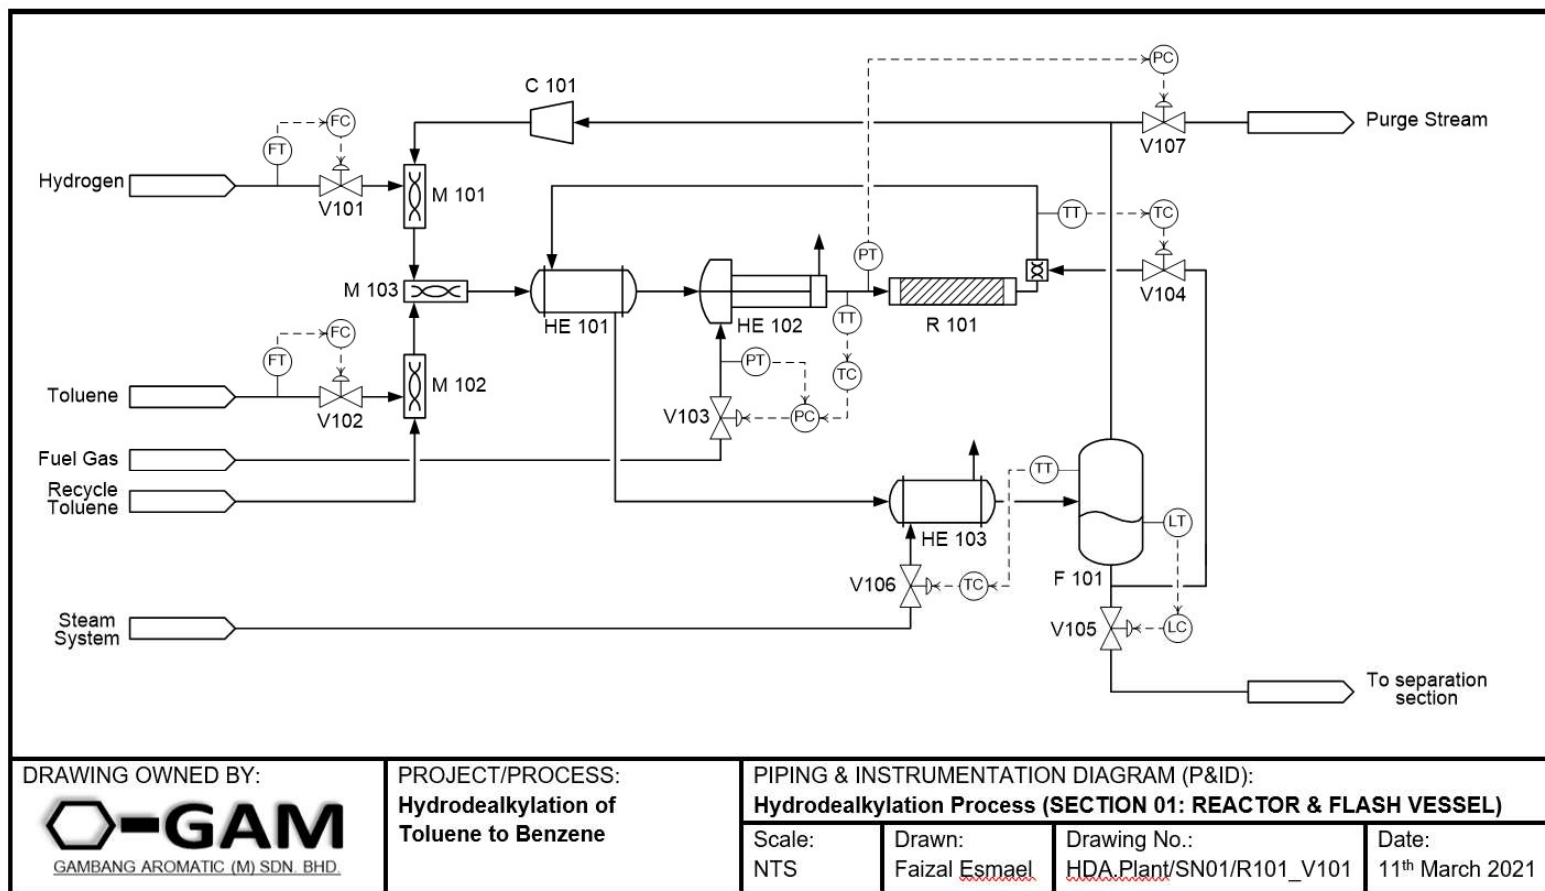 C 101
PC
Purge Stream
V107
FC
FT
Hydrogen
V101
M 101
TT
TC
V104
PT
M 103
HE 101
HE 102
TT
R 101
FC
FT
PT
TC
Toluene
V102
M 102
V103
PC
Fuel Gas
Recycle
Toluene
TT
HE 103
LT
V106
TC
F 101
Steam
System
V105
LC
To separation
section
DRAWING OWNED BY:
-GAM
GAMBANG AROMATIC (M) SDN. BHD.
PROJECT/PROCESS:
Hydrodealkylation of
Toluene to Benzene
PIPING & INSTRUMENTATION DIAGRAM (P&ID):
Hydrodealkylation Process (SECTION 01: REACTOR & FLASH VESSEL)
Scale:
NTS
Drawn:
Faizal Esmael
Drawing No.:
HDA.Plant/SN01/R101_V101
Date:
11th March 2021